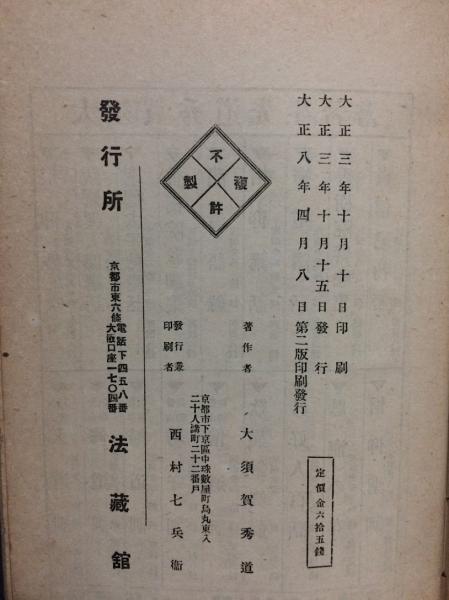 大正三年十月十日印刷
大正三年十月十五日發行
大正八年四月八日第二版印刷發行
定價金六拾五錢
不許複製
著作者 大須賀秀道
京都市下京區中珠數屋町烏丸東入
二十人講町二十二番戶
發行兼
印刷者 西村七兵衞
發行所 京都市東六條 電話下四五八番
大阪口座一七〇四番
法藏館